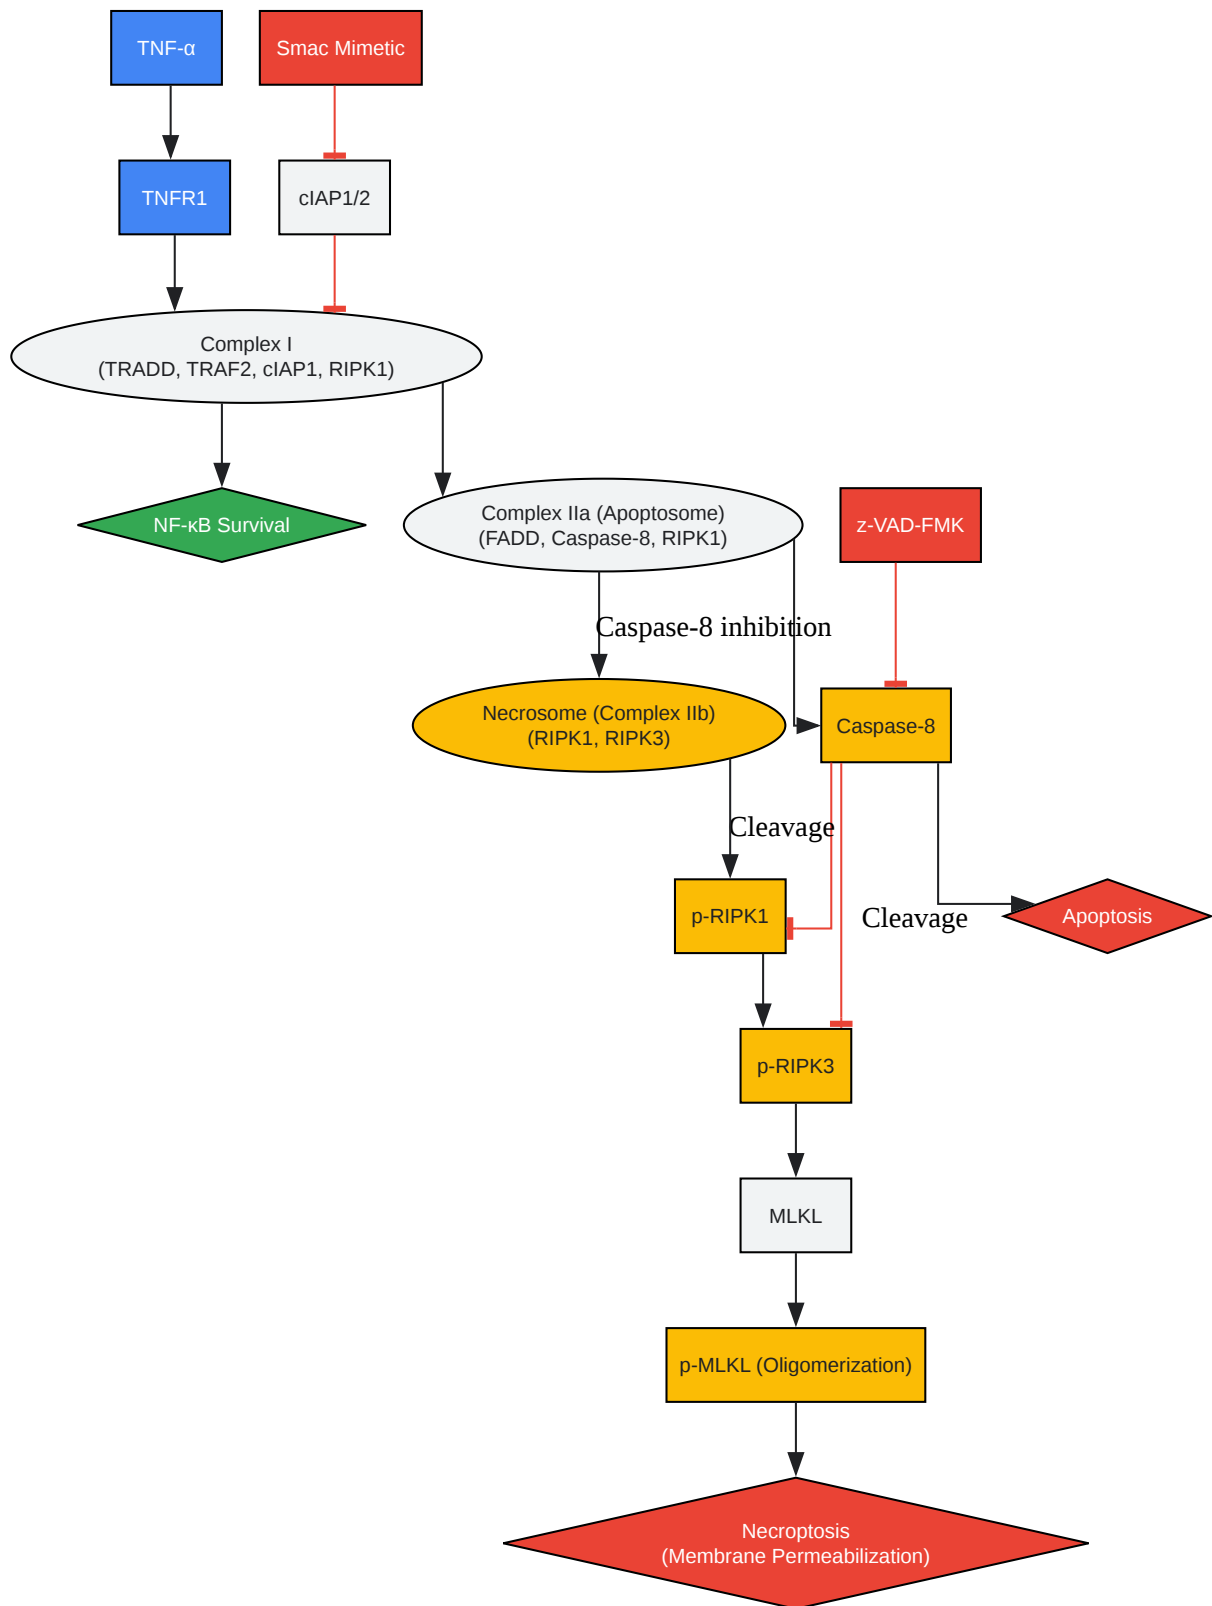 TNF-α
Smac Mimetic
TNFR1
cIAP1/2
Complex I
(TRADD, TRAF2, cIAP1, RIPK1)
NF-κB Survival
Complex IIa (Apoptosome)
(FADD, Caspase-8, RIPK1)
z-VAD-FMK
Caspase-8 inhibition
Necrosome (Complex IIb)
(RIPK1, RIPK3)
Caspase-8
Cleavage
p-RIPK1
Cleavage
Apoptosis
p-RIPK3
MLKL
p-MLKL (Oligomerization)
Necroptosis
(Membrane Permeabilization)